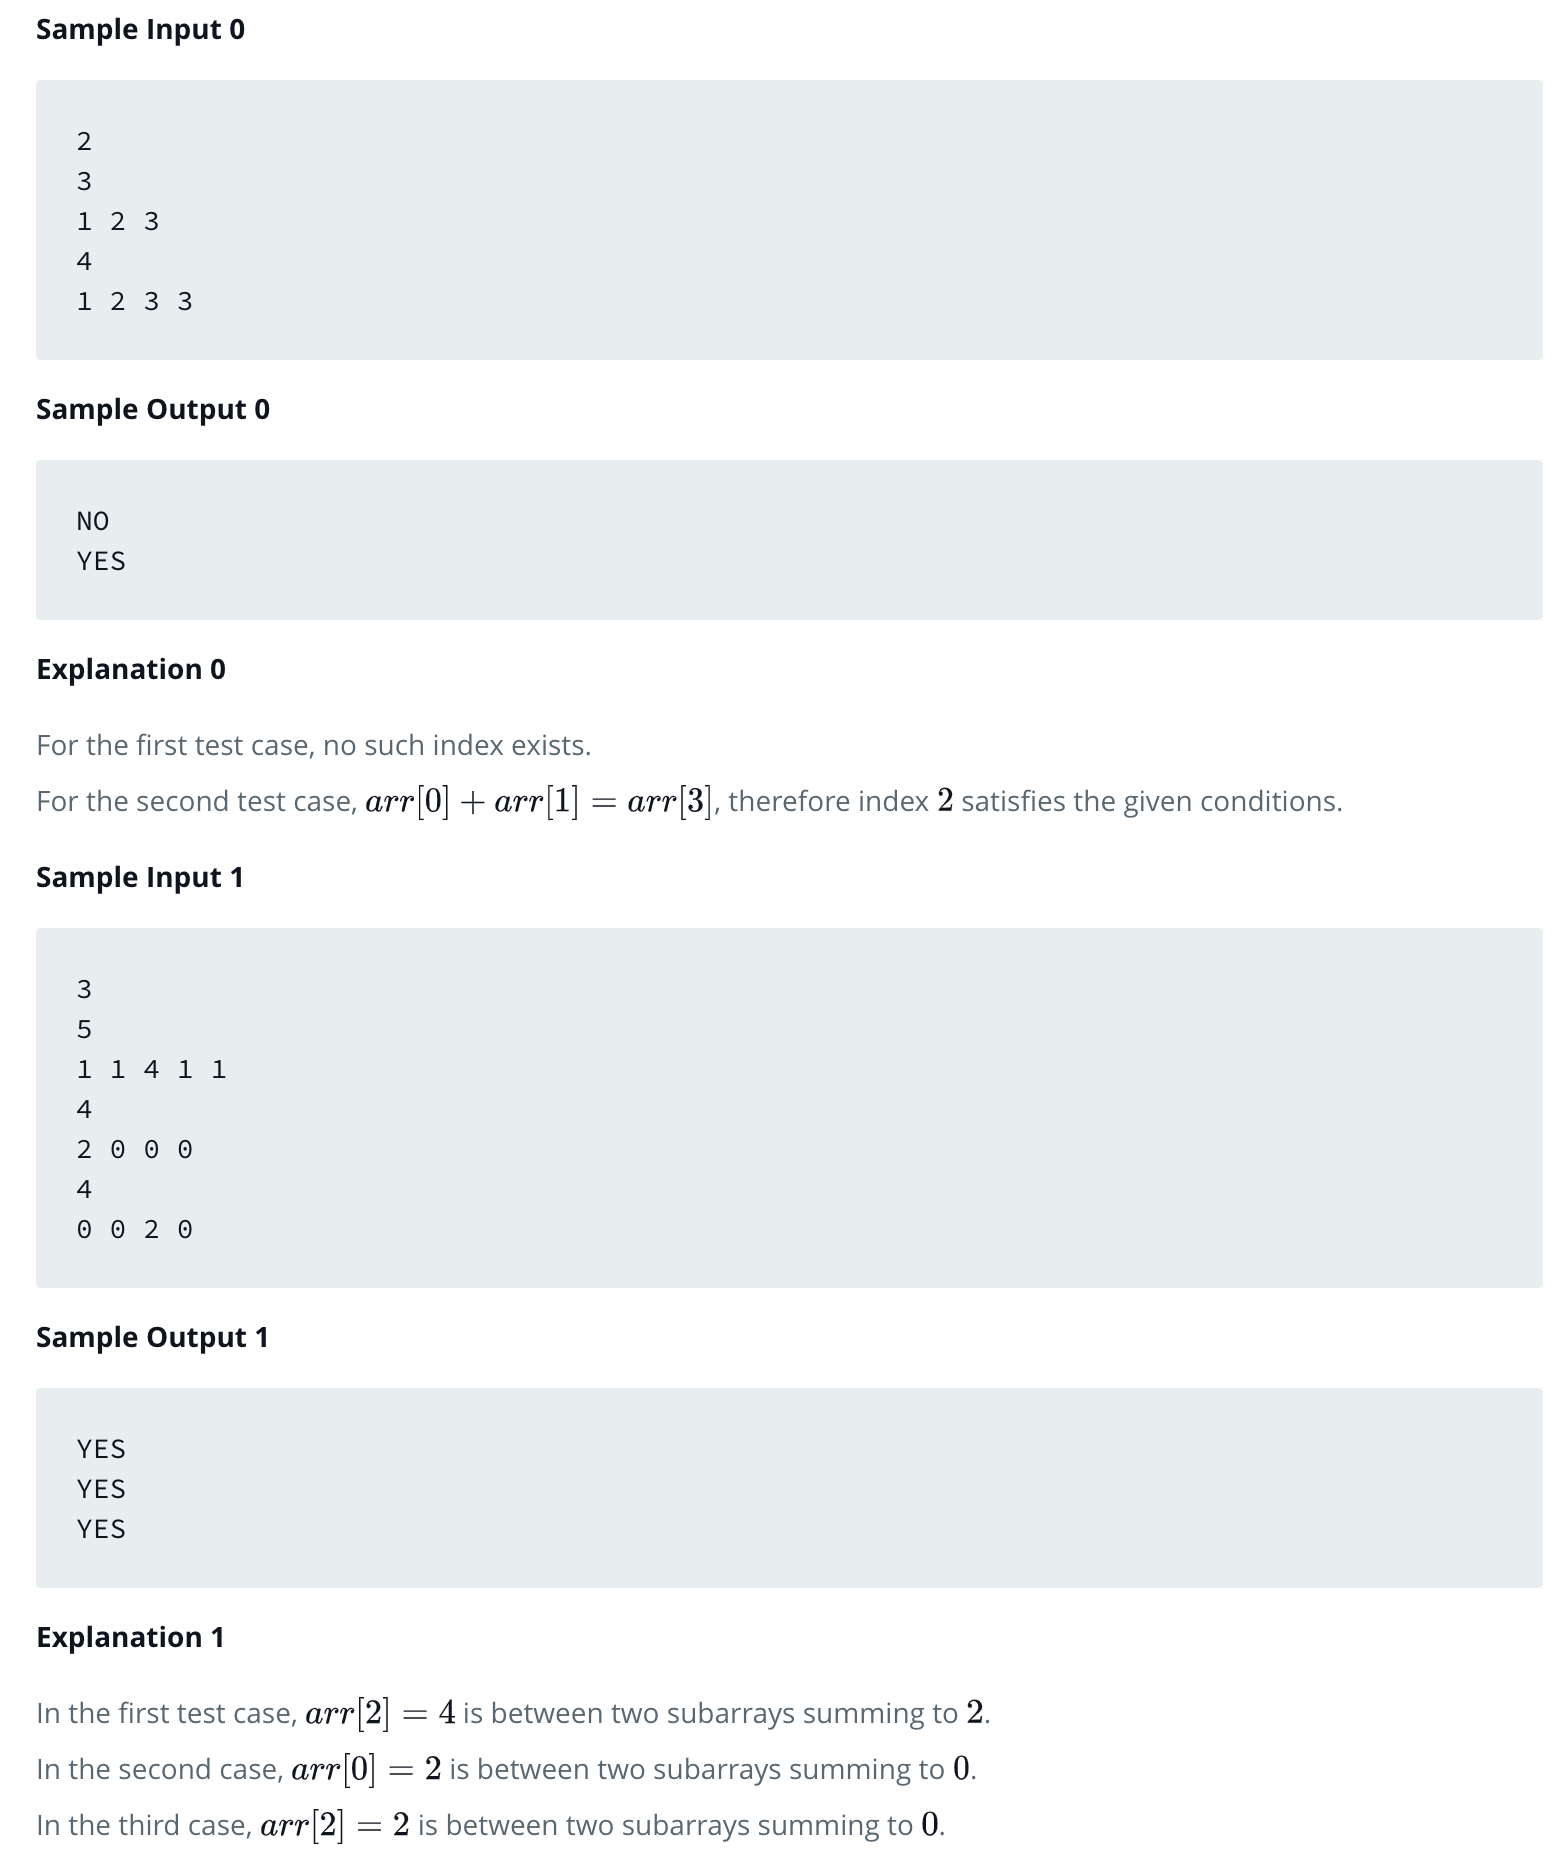 Sample Input 0
2
3
1 2 3
4
1 2 3 3
Sample Output 0
NO
YES
Explanation 0
For the first test case, no such index exists.
For the second test case, arr[0] + arr[1] = arr[3], therefore index 2 satisfies the given conditions.
Sample Input 1
3
5
1 1 4 1 1
4
2 0 0 0
4
0 0 2 0
Sample Output 1
YES
YES
YES
Explanation 1
In the first test case, arr[2] = 4 is between two subarrays summing to 2.
In the second case, arr[0] = 2 is between two subarrays summing to 0.
In the third case, arr[2] = 2 is between two subarrays summing to 0.